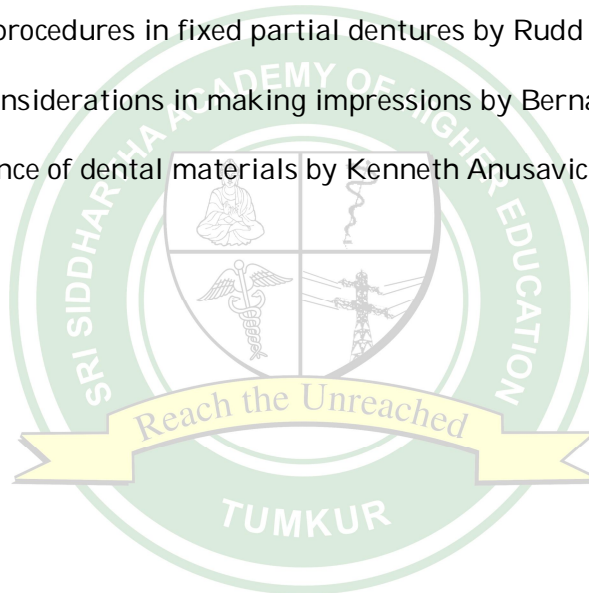 procedures in fixed partial dentures by Rudd
nsiderations in making impressions by Berna
nce of dental materials by Kenneth Anusavic
SRI SIDDHARTHA ACADEMY OF HIGHER EDUCATION
Reach the Unreached
TUMKUR